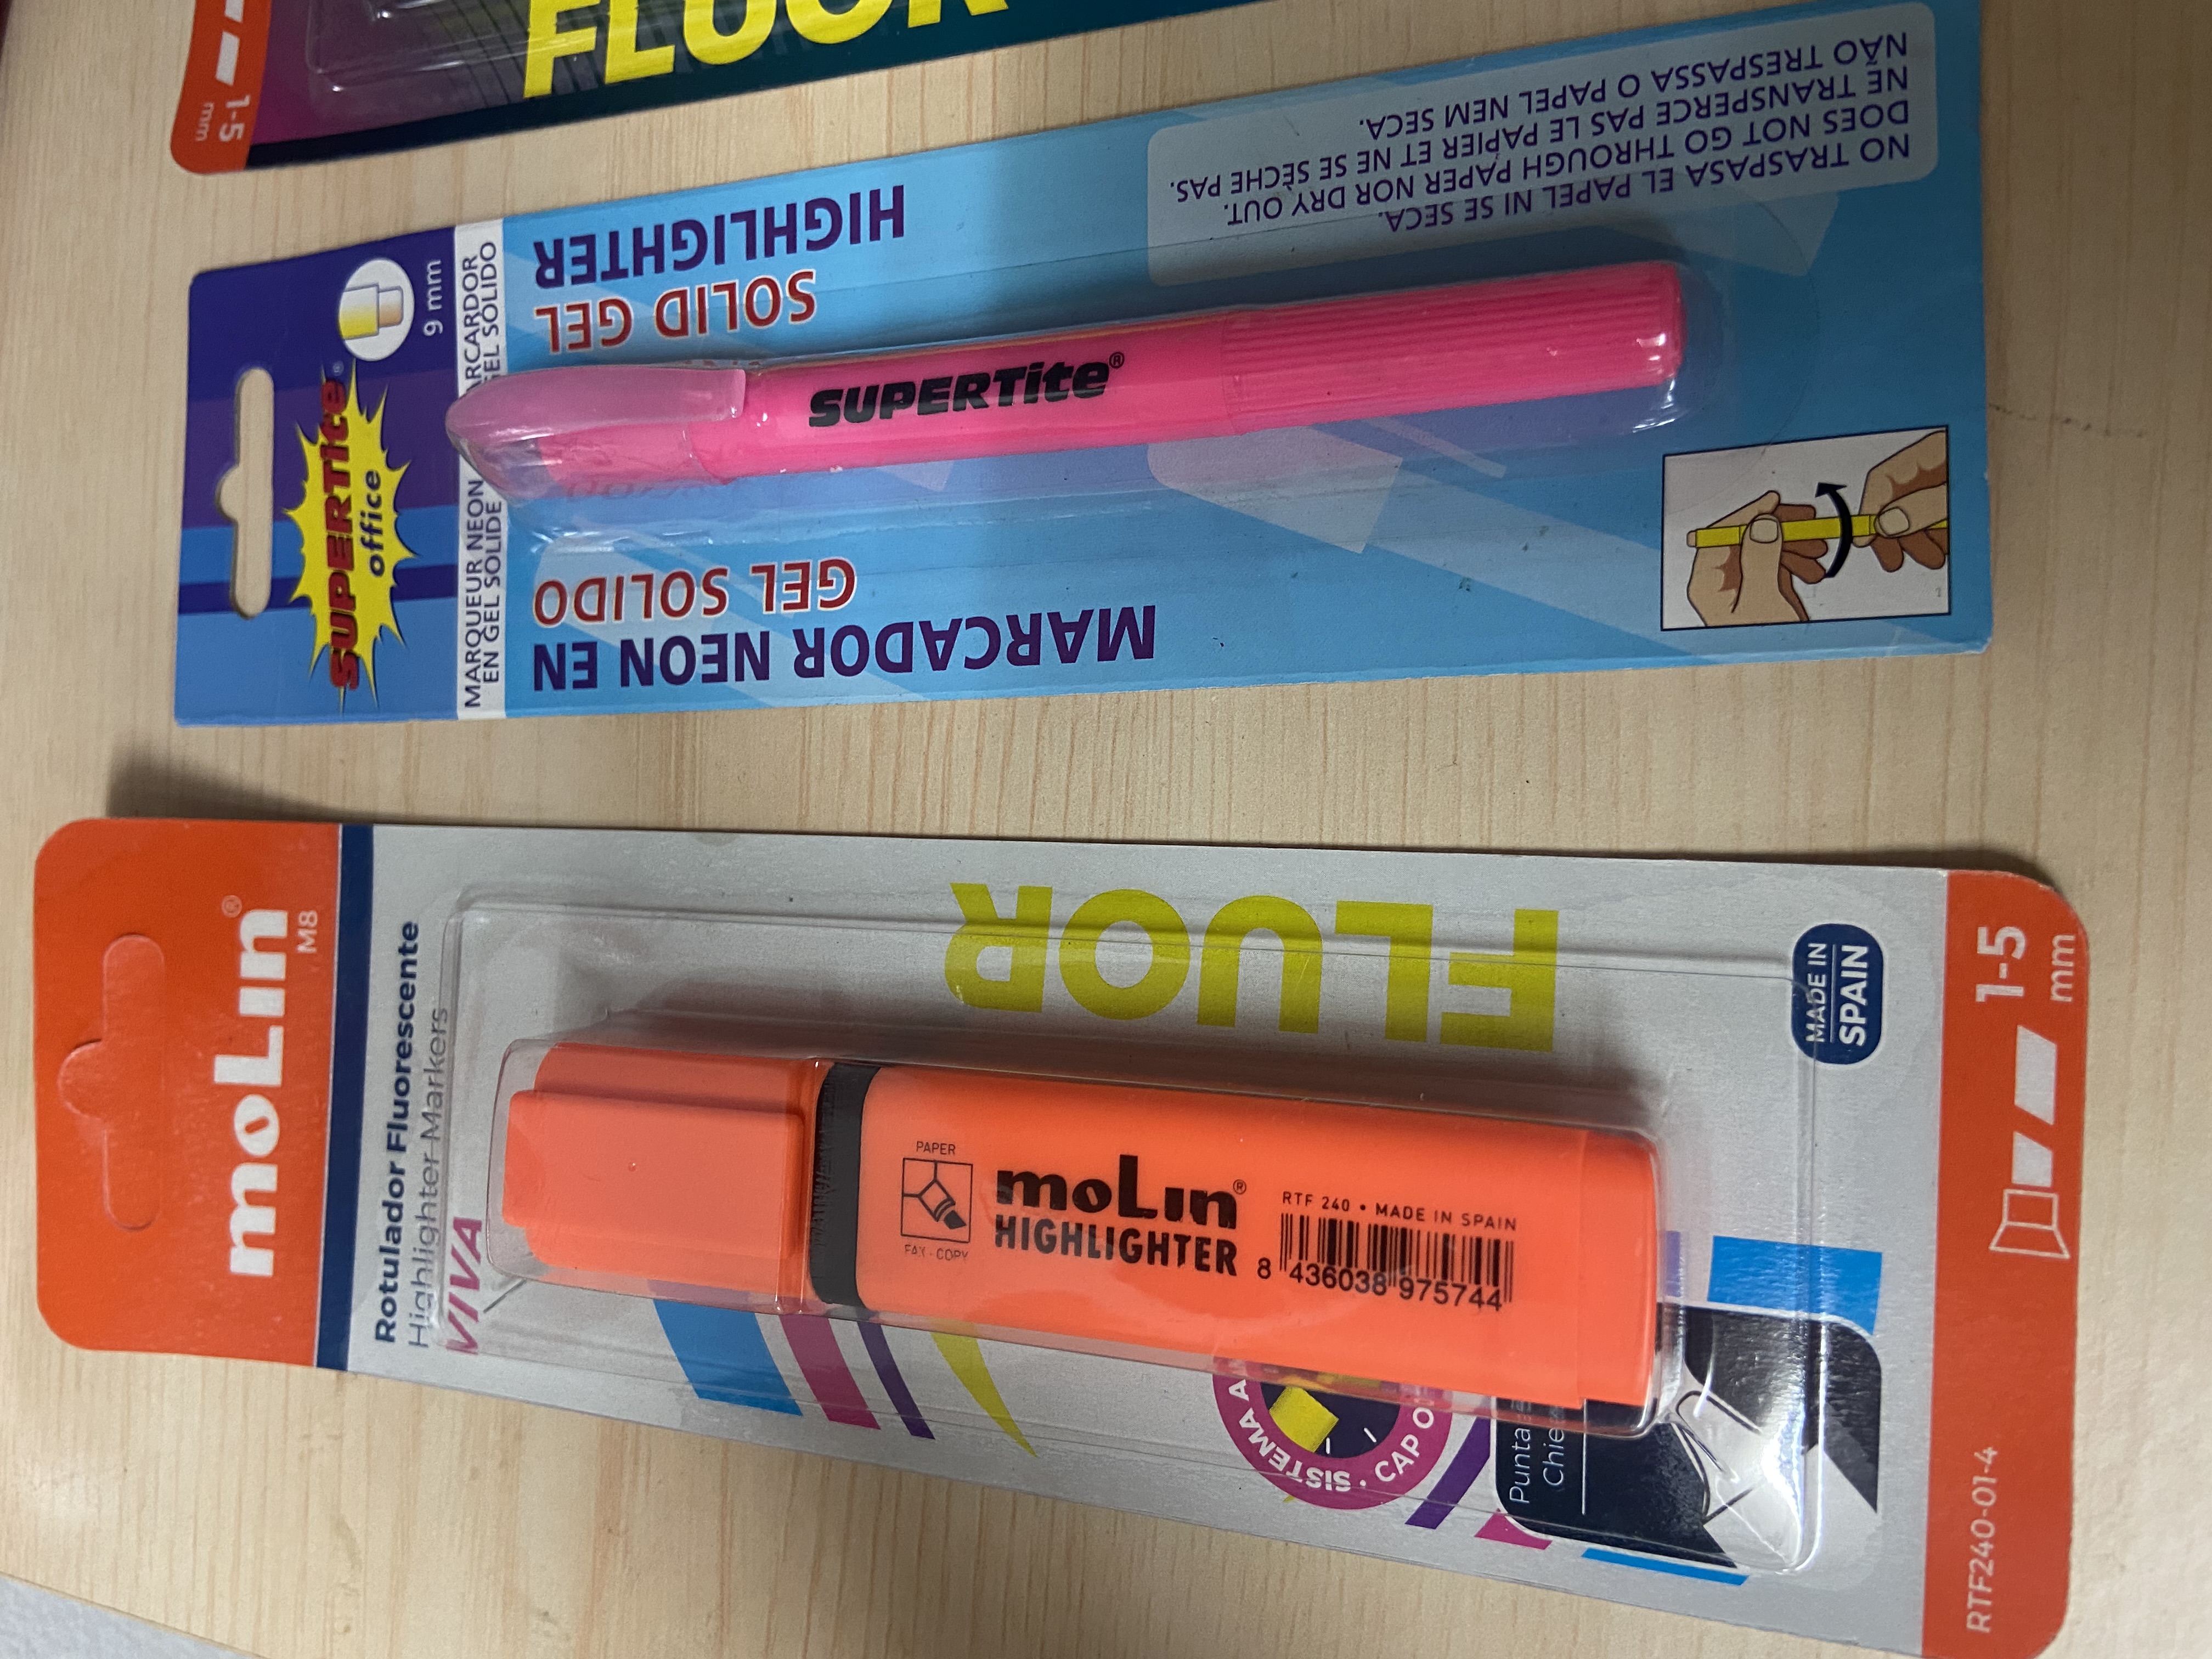 FLUOR
1-5
mm
SUPERTite®
office
9 mm
MARQUEUR NEON
EN GEL SOLIDE
GEL SOLIDO
MARCADOR NEON EN
GEL SOLIDO
SOLID GEL
HIGHLIGHTER
SUPERTite®
NO TRASPASA EL PAPEL NI SE SECA.
DOES NOT GO THROUGH PAPER NOR DRY OUT.
NE TRANSPERCE PAS LE PAPIER ET NE SE SÈCHE PAS.
NÃO TRESPASSA O PAPEL NEM SECA.
moLin®
M8
Rotulador Fluorescente
Highlighter Markers
VIVA
FLUOR
PAPER
FAX-COPY
moLin®
HIGHLIGHTER
RTF 240 • MADE IN SPAIN
8 436038 975744
SISTEMA
CAP
Punta
MADE IN
SPAIN
1-5
mm
RTF240-01-4